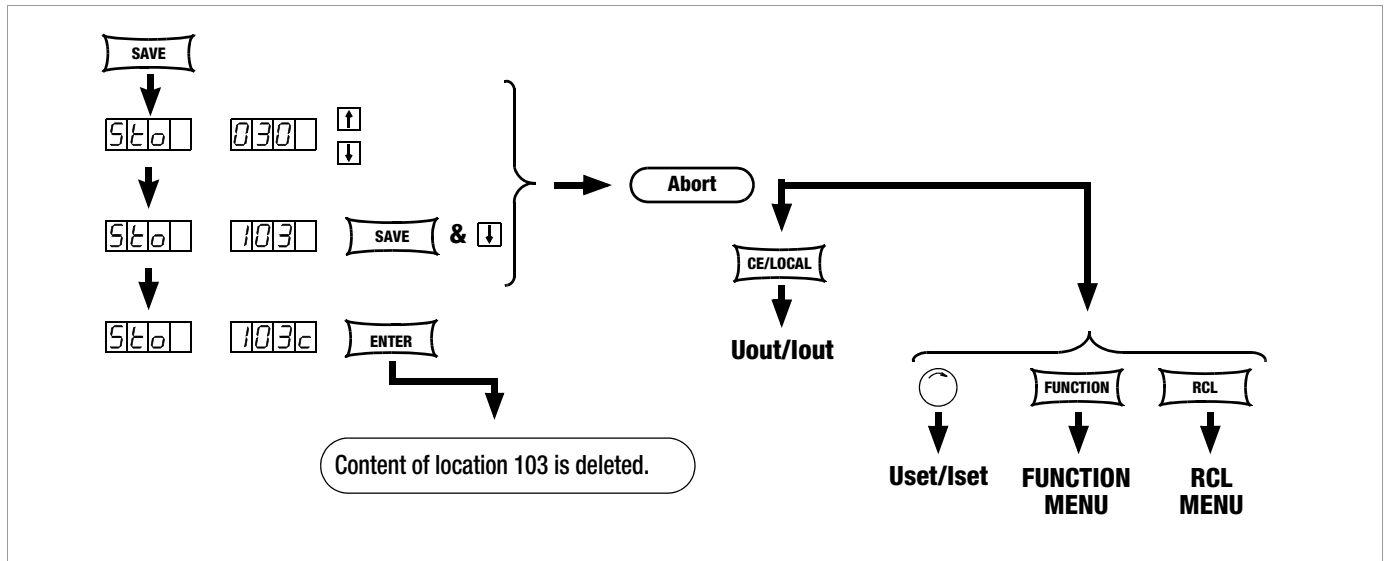 SAVE
Sto 030 ↑
↓
Abort
Sto 103 SAVE & ↓
CE/LOCAL
Sto 103c ENTER
Uout/Iout
FUNCTION RCL
Content of location 103 is deleted.
Uset/Iset FUNCTION MENU RCL MENU